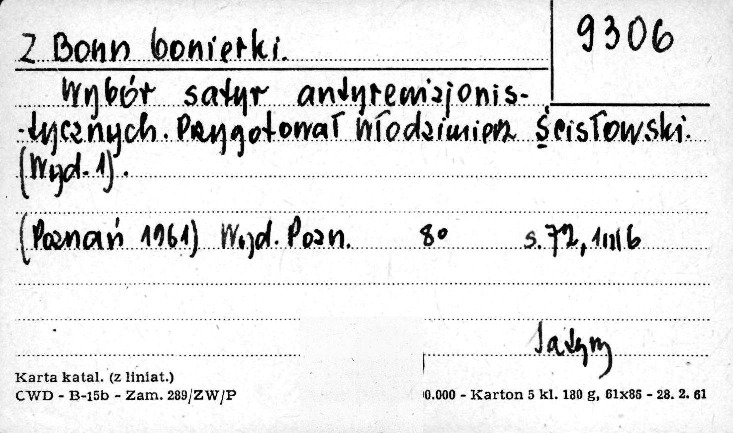 9306
Z Bonn bonierki.
Wybór satyr antyrewizjonis-
-tycznych. Przygotował Włodzimierz Ścisłowski.
(Wyd. 1).
(Poznań 1961) Wyd. Pozn. 8° s. 72,
Satyry
Karta katal. (z liniat.)
CWD - B-15b - Zam. 289/ZW/P
0.000 - Karton 5 kl. 180 g, 61x86 - 28. 2. 61